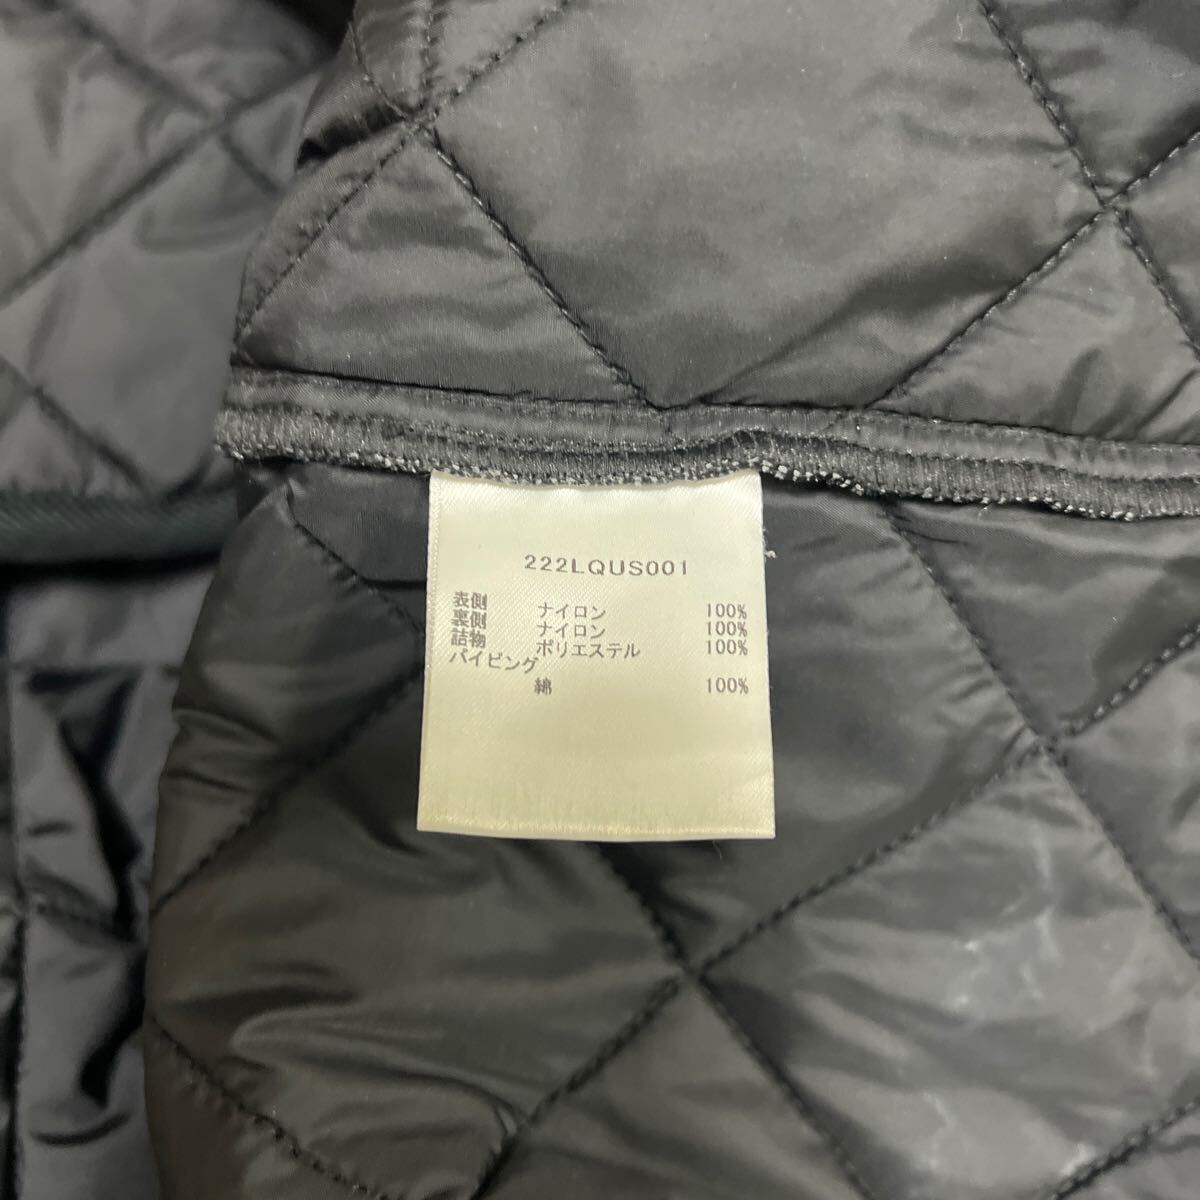 222LQUS001
表側 ナイロン 100%
裏側 ナイロン 100%
詰物 ポリエステル 100%
パイピング
綿 100%